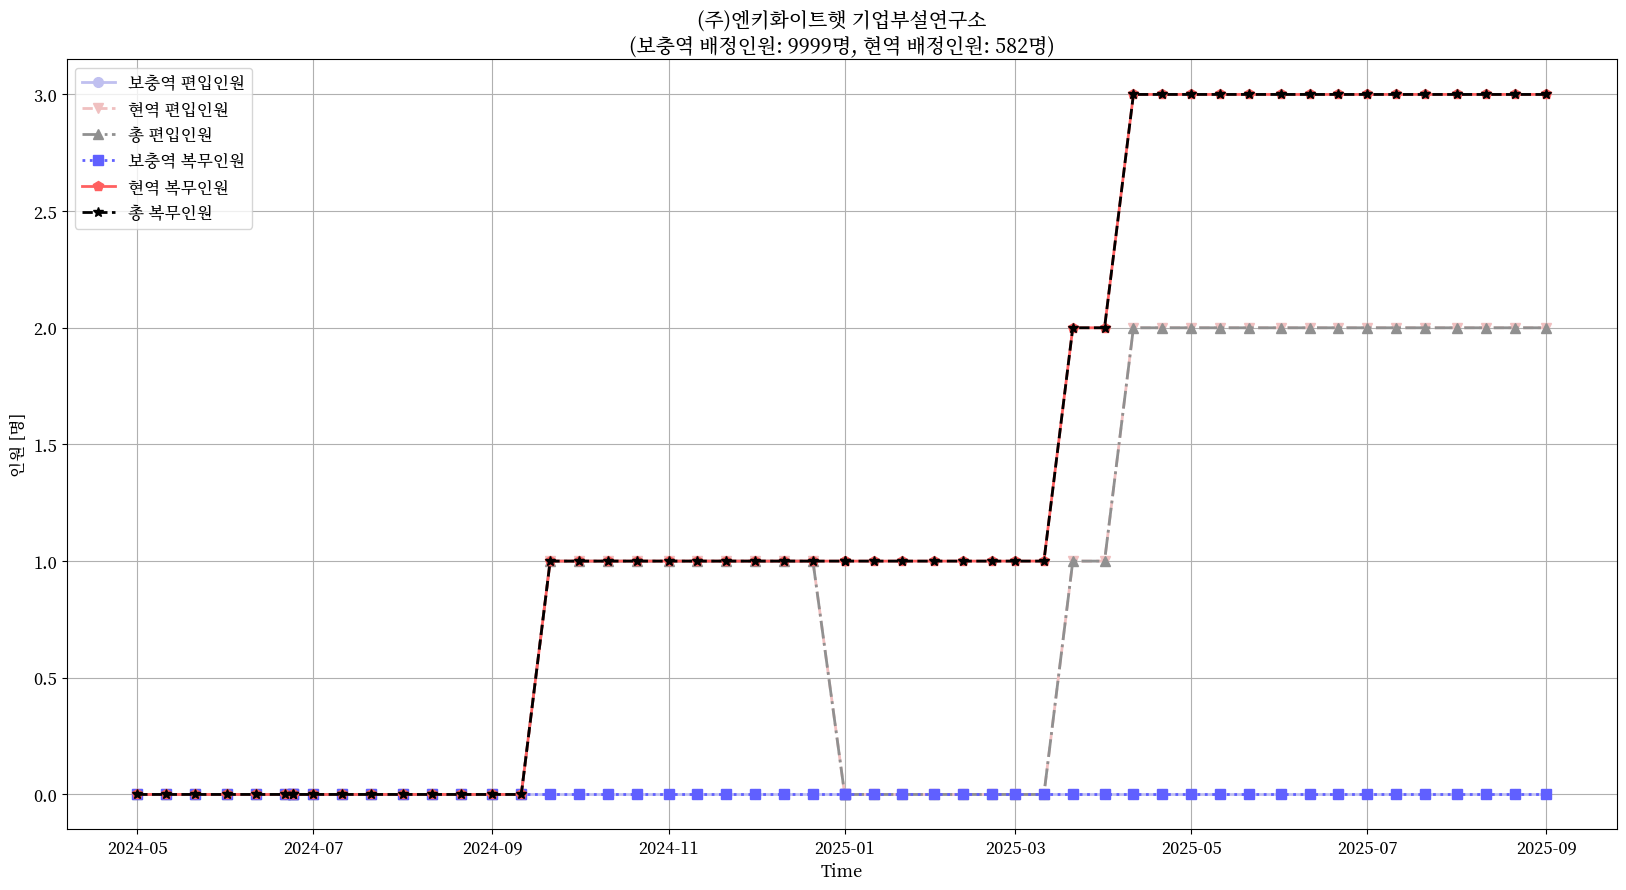 (주)엔키화이트햇 기업부설연구소
(보충역 배정인원: 9999명, 현역 배정인원: 582명)
보충역 편입인원
현역 편입인원
총 편입인원
보충역 복무인원
현역 복무인원
총 복무인원
3.0
2.5
2.0
1.5
1.0
0.5
0.0
인원 [명]
2024-05
2024-07
2024-09
2024-11
2025-01
2025-03
2025-05
2025-07
2025-09
Time